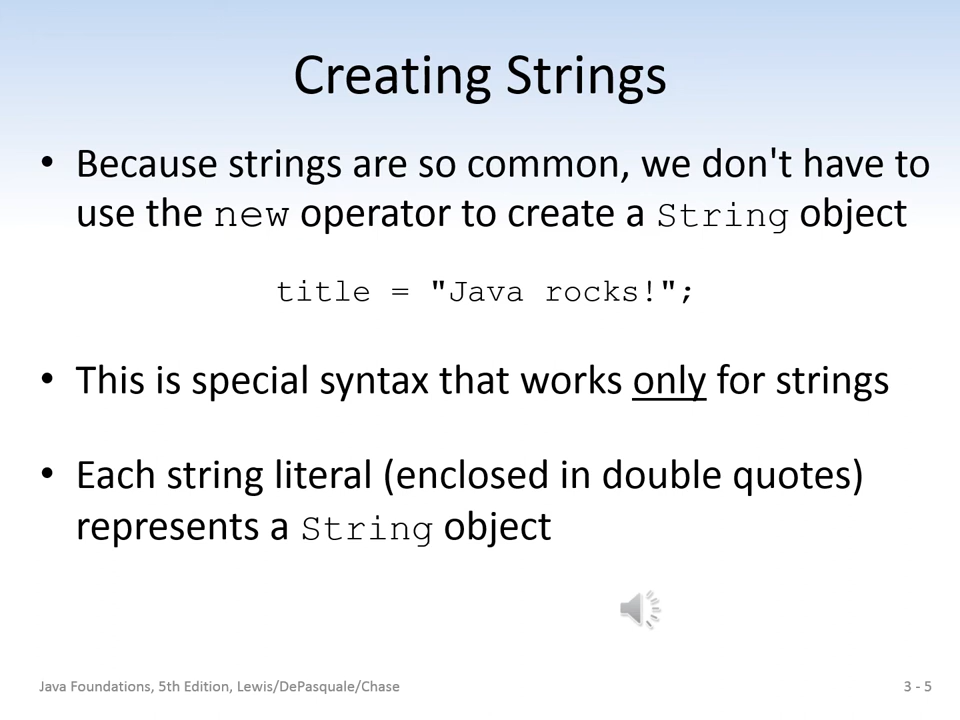 Creating Strings
• Because strings are so common, we don't have to
use the new operator to create a String object
title = "Java rocks!";
• This is special syntax that works only for strings
• Each string literal (enclosed in double quotes)
represents a String object
Java Foundations, 5th Edition, Lewis/DePasquale/Chase
3 - 5